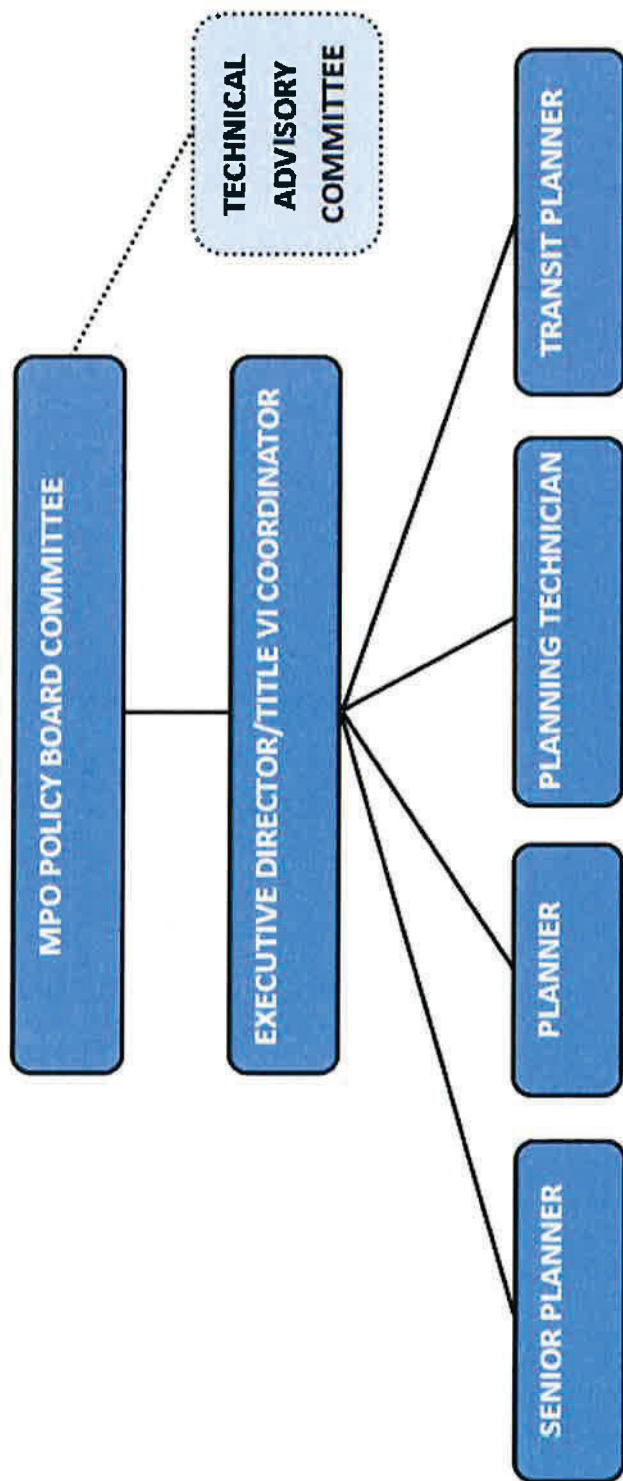 MPO POLICY BOARD COMMITTEE
TECHNICAL
ADVISORY
COMMITTEE
EXECUTIVE DIRECTOR/TITLE VI COORDINATOR
SENIOR PLANNER
PLANNER
PLANNING TECHNICIAN
TRANSIT PLANNER